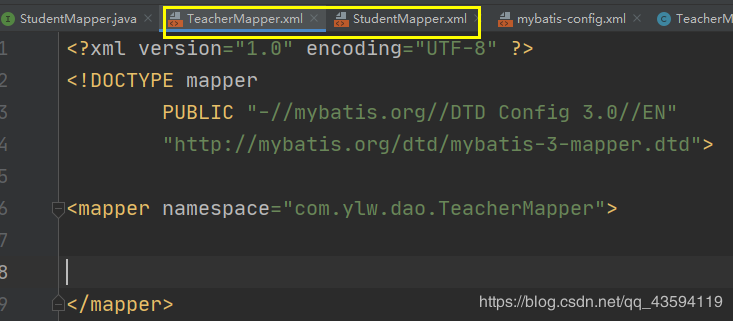 StudentMapper.java TeacherMapper.xml StudentMapper.xml mybatis-config.xml TeacherM
1 <?xml version="1.0" encoding="UTF-8" ?>
2 <!DOCTYPE mapper
3 PUBLIC "-//mybatis.org//DTD Config 3.0//EN"
4 "http://mybatis.org/dtd/mybatis-3-mapper.dtd">
5
6 <mapper namespace="com.ylw.dao.TeacherMapper">
7
8
9 </mapper>
https://blog.csdn.net/qq_43594119